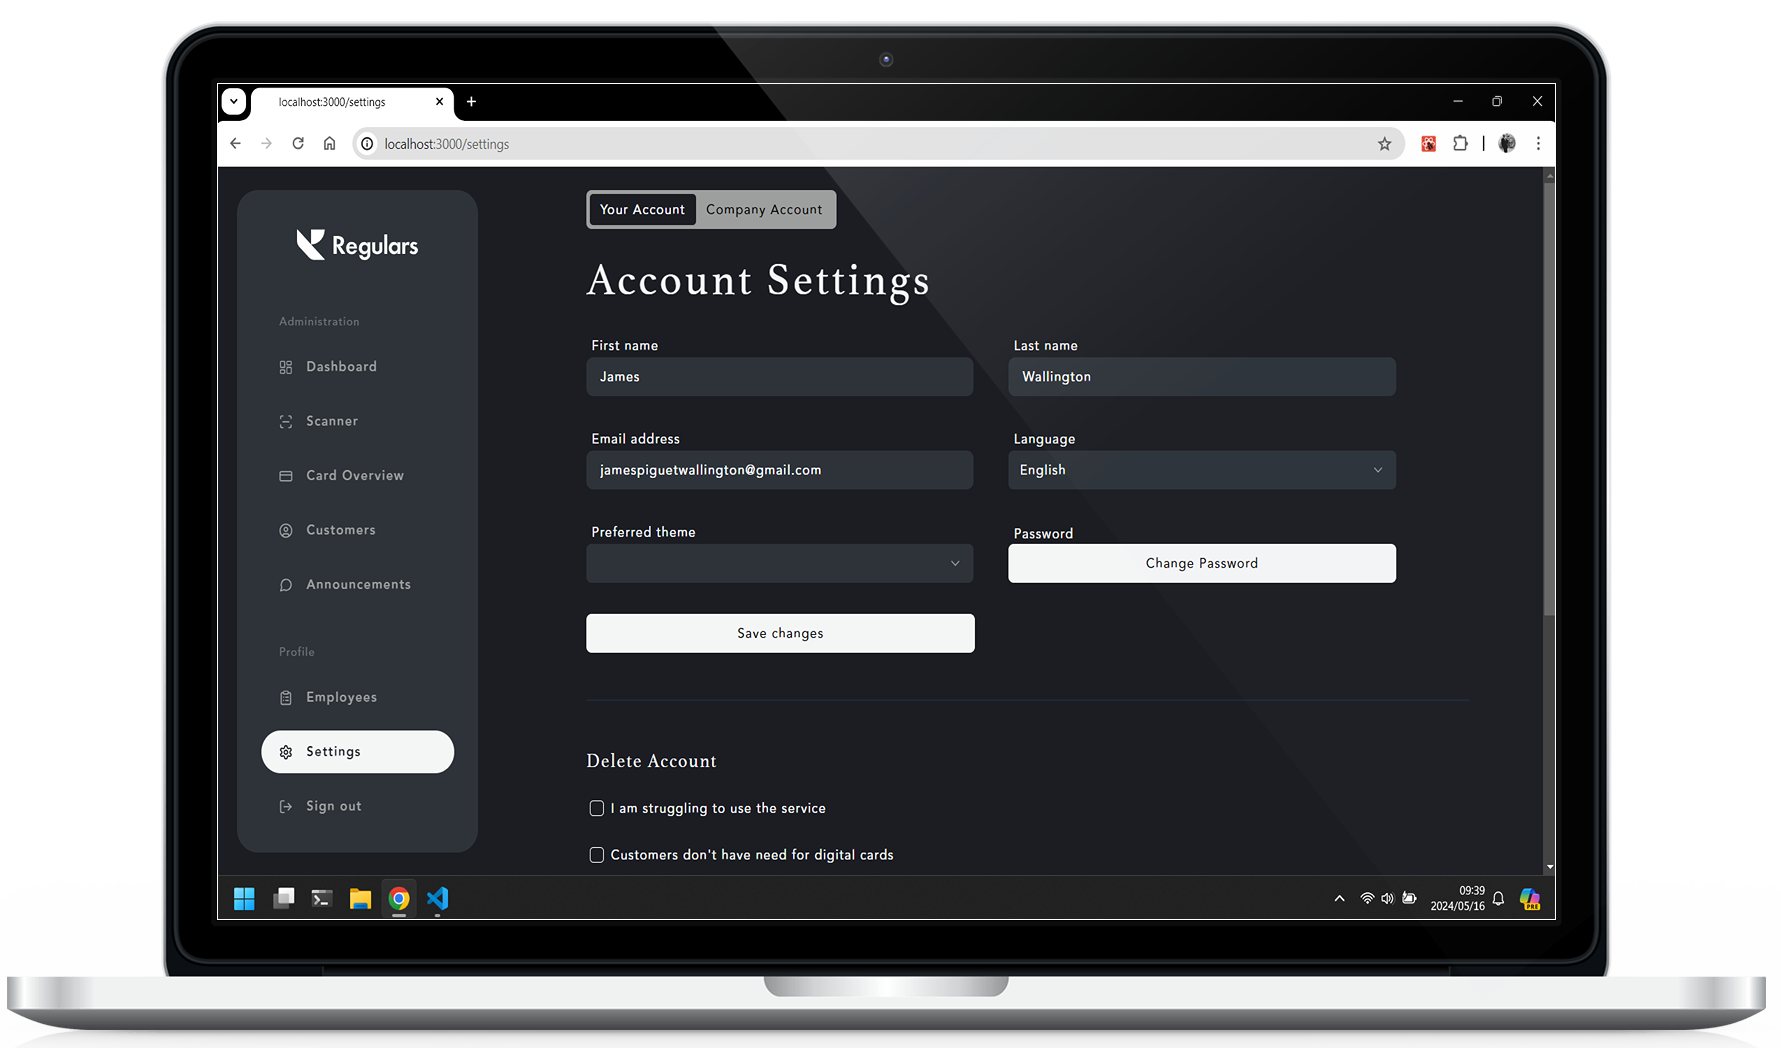 localhost:3000/settings
localhost:3000/settings
Regulars
Administration
Dashboard
Scanner
Card Overview
Customers
Announcements
Profile
Employees
Settings
Sign out
Your Account Company Account
Account Settings
First name
James
Last name
Wallington
Email address
jamespiguetwallington@gmail.com
Language
English
Preferred theme
Password
Change Password
Save changes
Delete Account
I am struggling to use the service
Customers don't have need for digital cards
09:39
2024/05/16
PRE